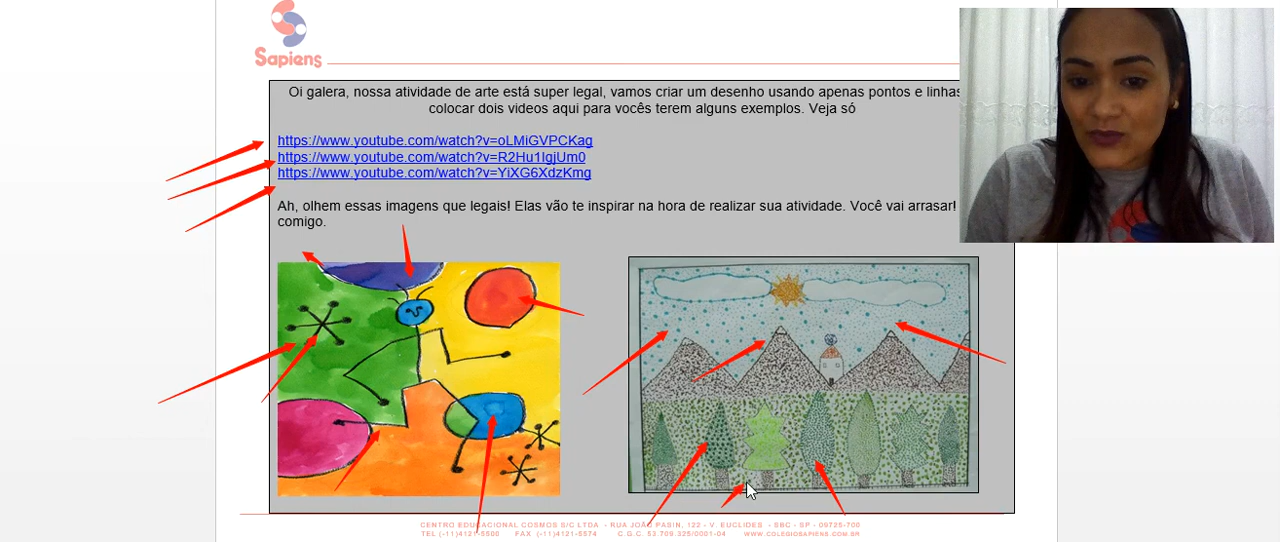 Sapiens
Oi galera, nossa atividade de arte está super legal, vamos criar um desenho usando apenas pontos e linhas
colocar dois videos aqui para vocês terem alguns exemplos. Veja só
https://www.youtube.com/watch?v=oLMiGVPCKag
https://www.youtube.com/watch?v=R2Hu1IgjUm0
https://www.youtube.com/watch?v=YiXG6XdzKmg
Ah, olhem essas imagens que legais! Elas vão te inspirar na hora de realizar sua atividade. Você vai arrasar!
comigo.
CENTRO EDUCACIONAL COSMOS S/C LTDA - RUA JOÃO PASIN, 122 - V. EUCLIDES - SBC - SP - 09725-700
TEL (-11)4121-5500 FAX (-11)4121-5574 C.G.C. 53.709.325/0001-04 WWW.COLEGIOSAPIENS.COM.BR